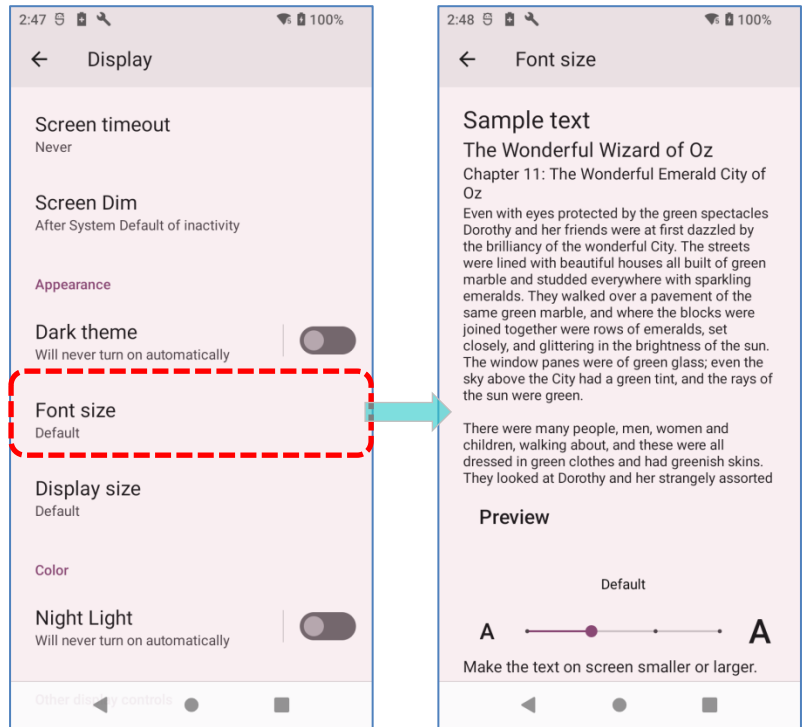 2:47 100%
Display
Screen timeout
Never
Screen Dim
After System Default of inactivity
Appearance
Dark theme
Will never turn on automatically
Font size
Default
Display size
Default
Color
Night Light
Will never turn on automatically
Other display controls
2:48 100%
Font size
Sample text
The Wonderful Wizard of Oz
Chapter 11: The Wonderful Emerald City of
Oz
Even with eyes protected by the green spectacles
Dorothy and her friends were at first dazzled by
the brilliancy of the wonderful City. The streets
were lined with beautiful houses all built of green
marble and studded everywhere with sparkling
emeralds. They walked over a pavement of the
same green marble, and where the blocks were
joined together were rows of emeralds, set
closely, and glittering in the brightness of the sun.
The window panes were of green glass; even the
sky above the City had a green tint, and the rays of
the sun were green.
There were many people, men, women and
children, walking about, and these were all
dressed in green clothes and had greenish skins.
They looked at Dorothy and her strangely assorted
Preview
Default
A A
Make the text on screen smaller or larger.